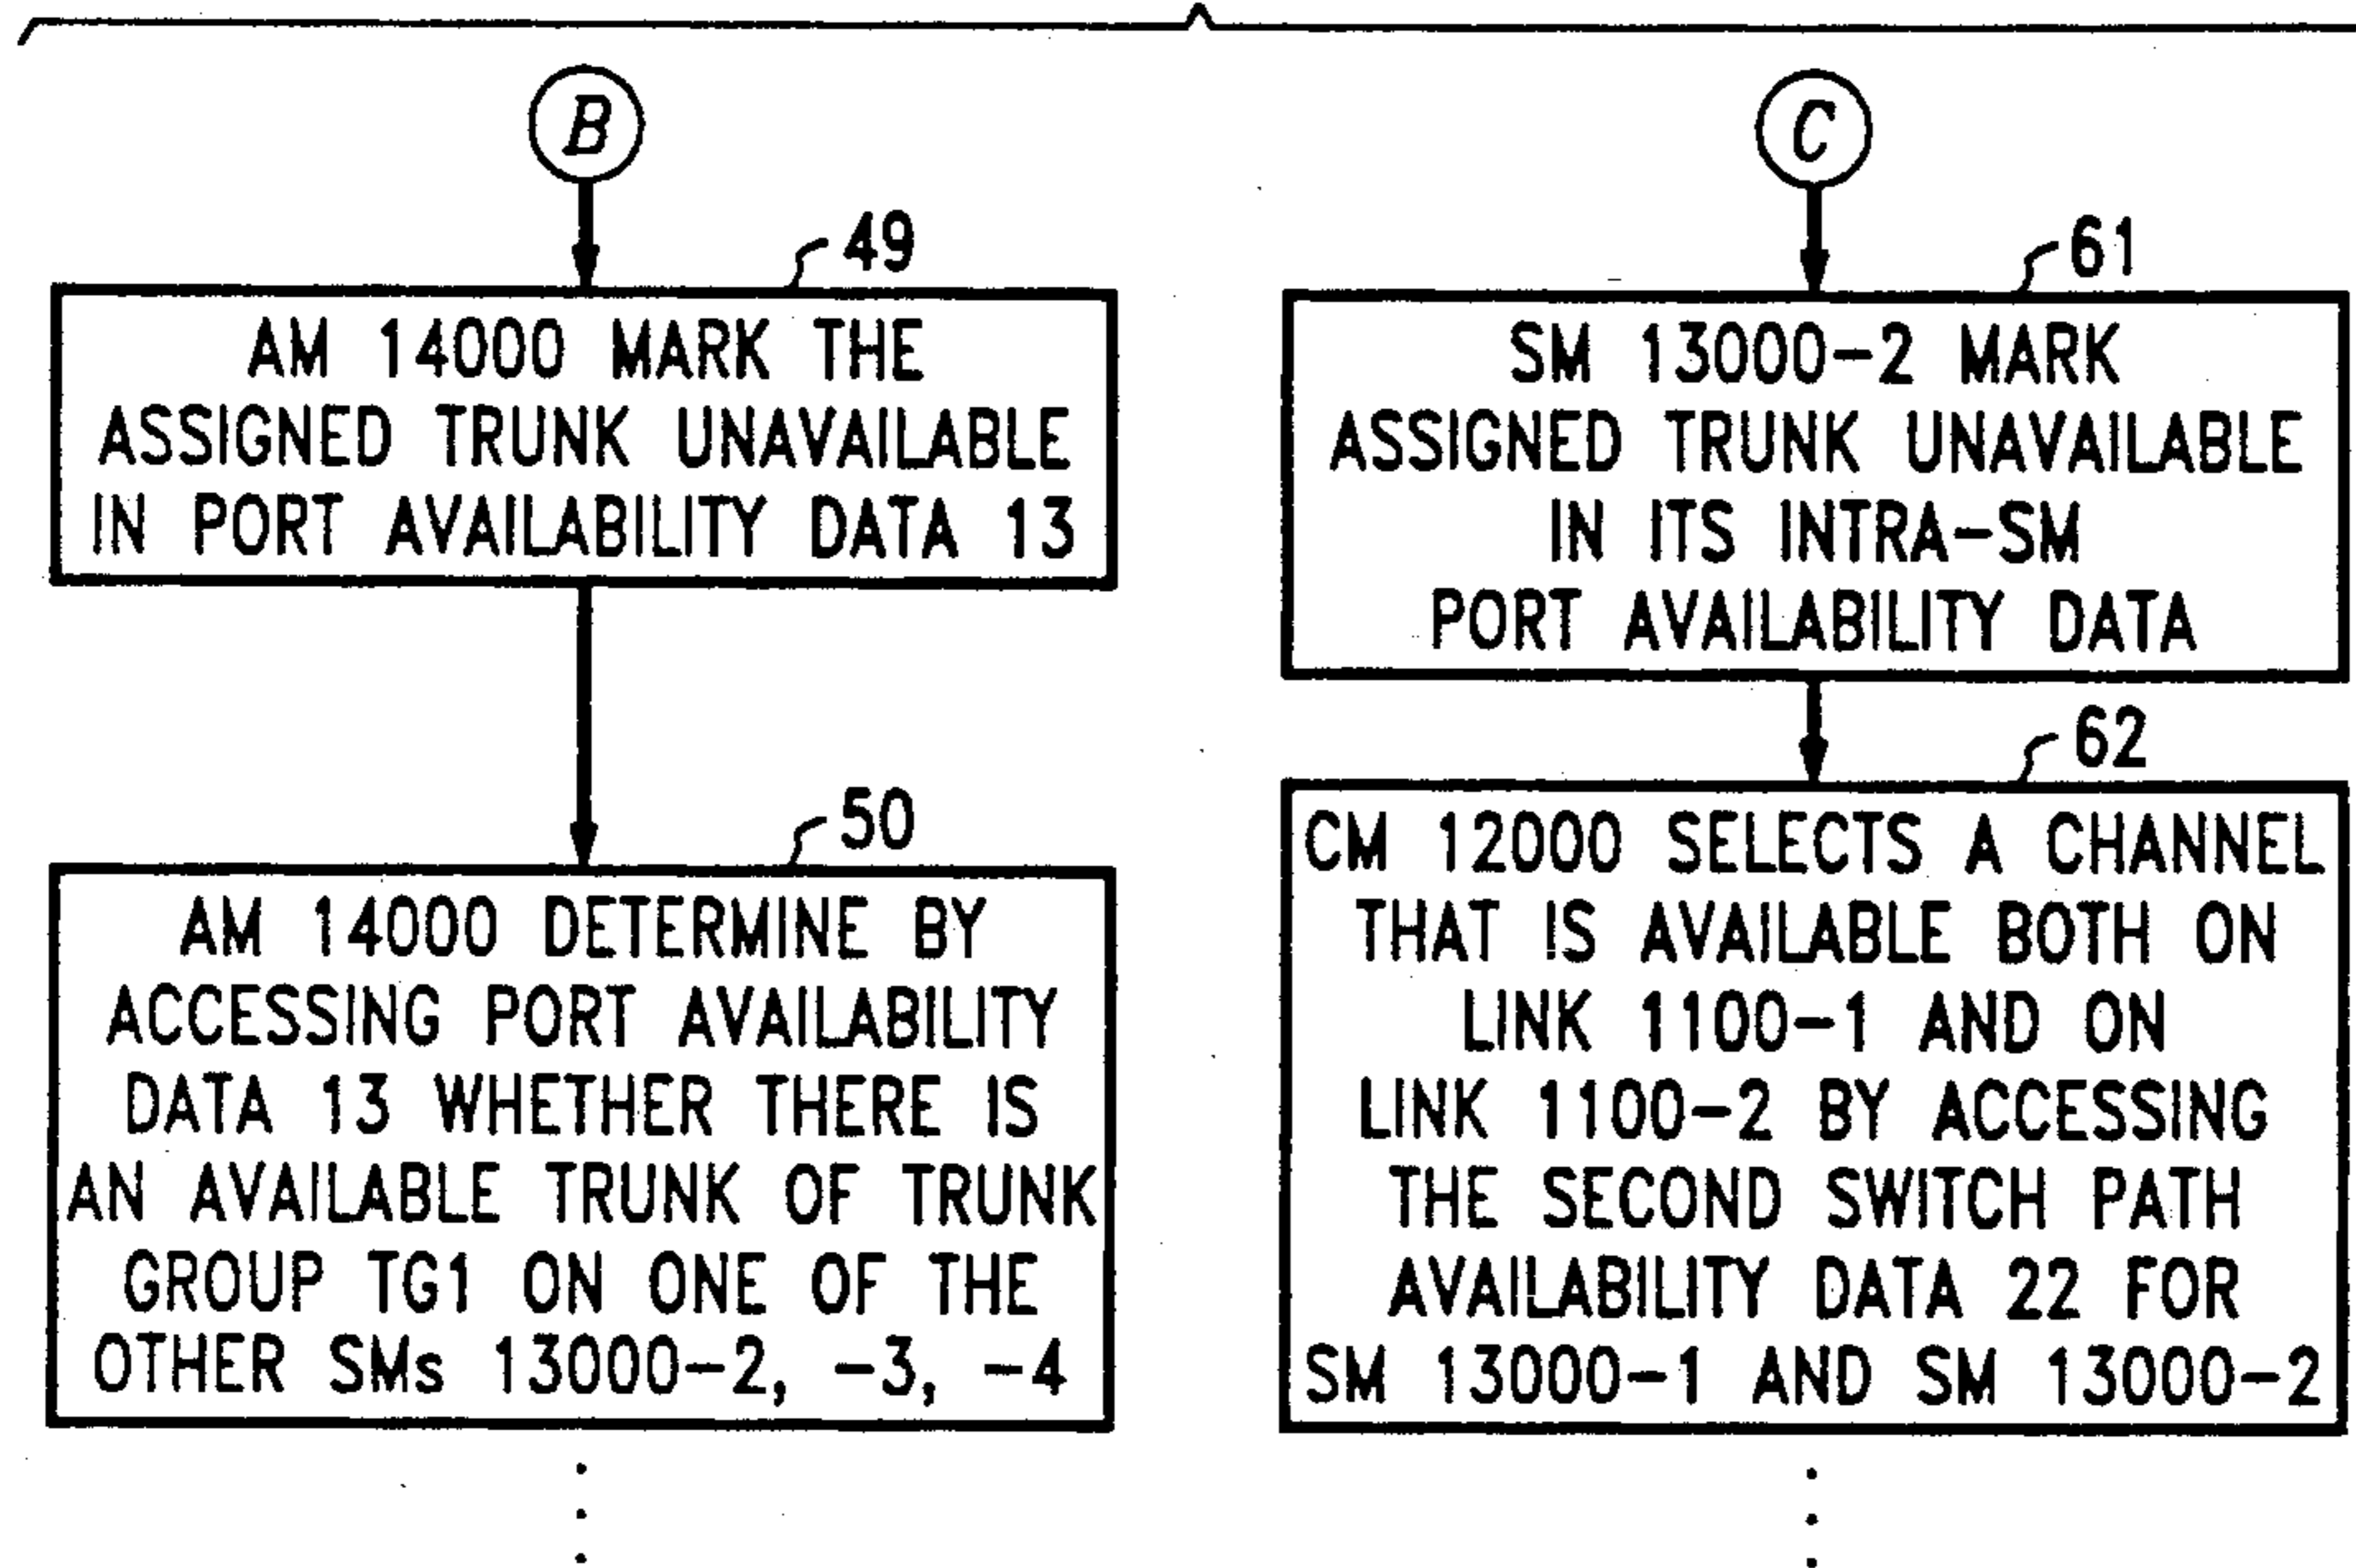 B
49
AM 14000 MARK THE
ASSIGNED TRUNK UNAVAILABLE
IN PORT AVAILABILITY DATA 13
50
AM 14000 DETERMINE BY
ACCESSING PORT AVAILABILITY
DATA 13 WHETHER THERE IS
AN AVAILABLE TRUNK OF TRUNK
GROUP TG1 ON ONE OF THE
OTHER SMs 13000-2, -3, -4
C
61
SM 13000-2 MARK
ASSIGNED TRUNK UNAVAILABLE
IN ITS INTRA-SM
PORT AVAILABILITY DATA
62
CM 12000 SELECTS A CHANNEL
THAT IS AVAILABLE BOTH ON
LINK 1100-1 AND ON
LINK 1100-2 BY ACCESSING
THE SECOND SWITCH PATH
AVAILABILITY DATA 22 FOR
SM 13000-1 AND SM 13000-2